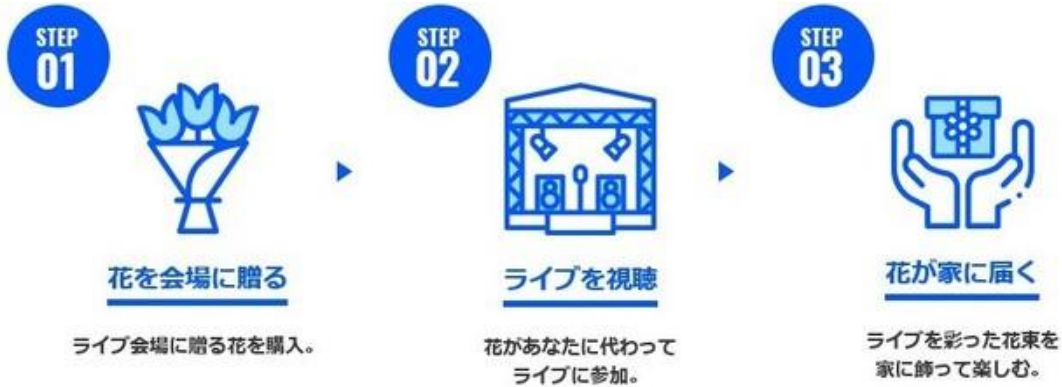 STEP
01
STEP
02
STEP
03
花を会場に贈る
ライブを視聴
花が家に届く
ライブ会場に贈る花を購入。
花があなたに代わって
ライブに参加。
ライブを彩った花束を
家に飾って楽しむ。